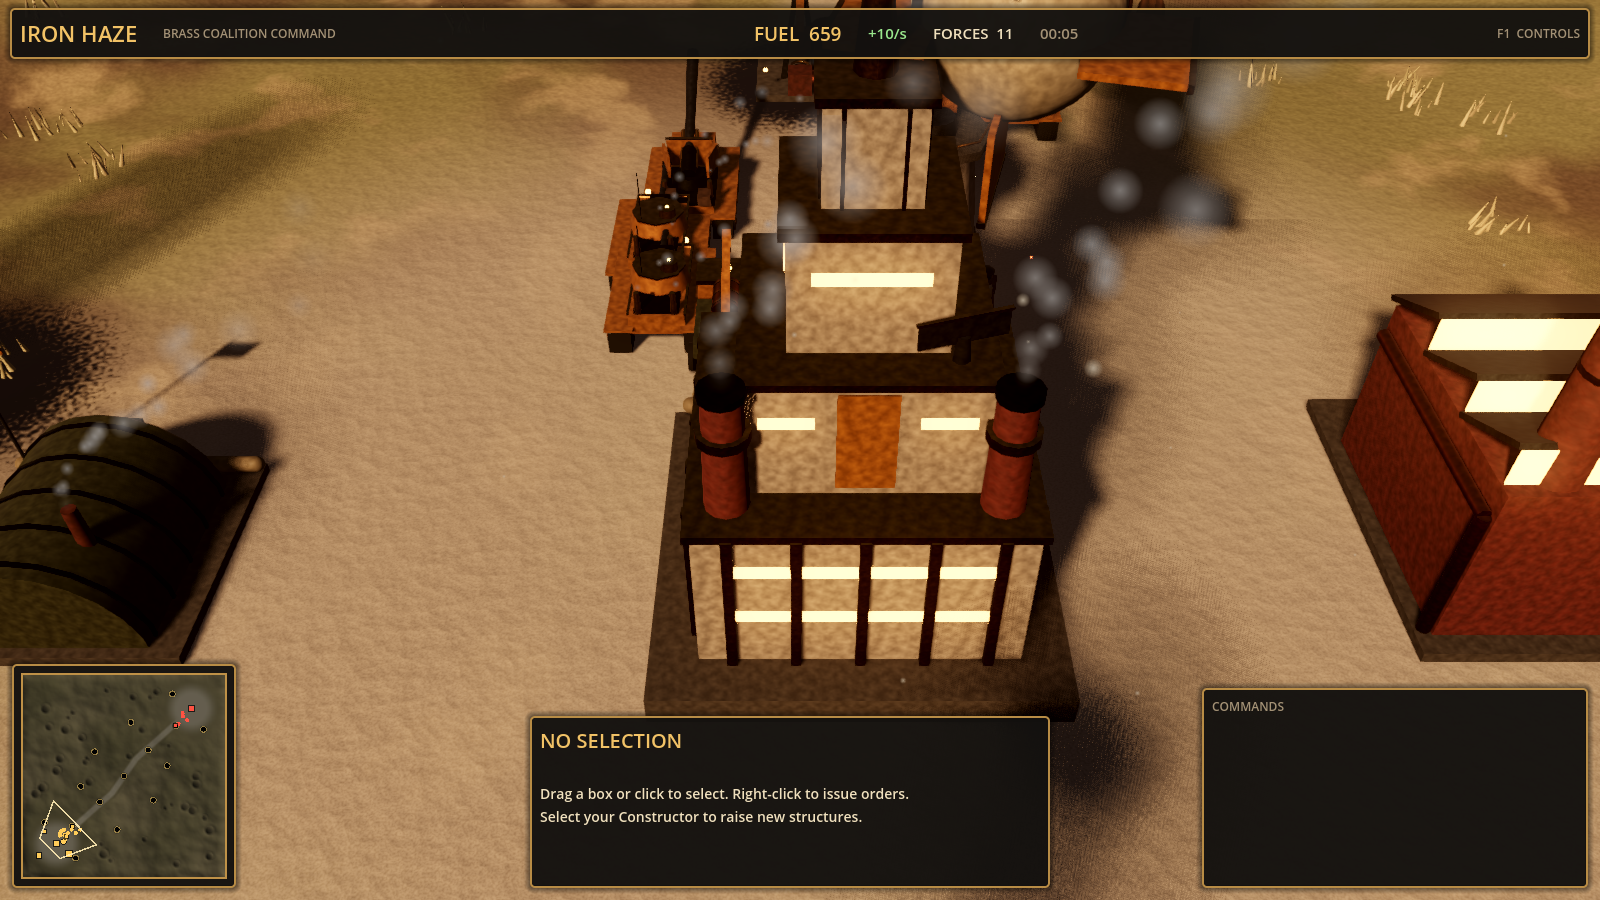 IRON HAZE
BRASS COALITION COMMAND
FUEL 659
+10/s
FORCES 11
00:05
F1 CONTROLS
NO SELECTION
Drag a box or click to select. Right-click to issue orders.
Select your Constructor to raise new structures.
COMMANDS